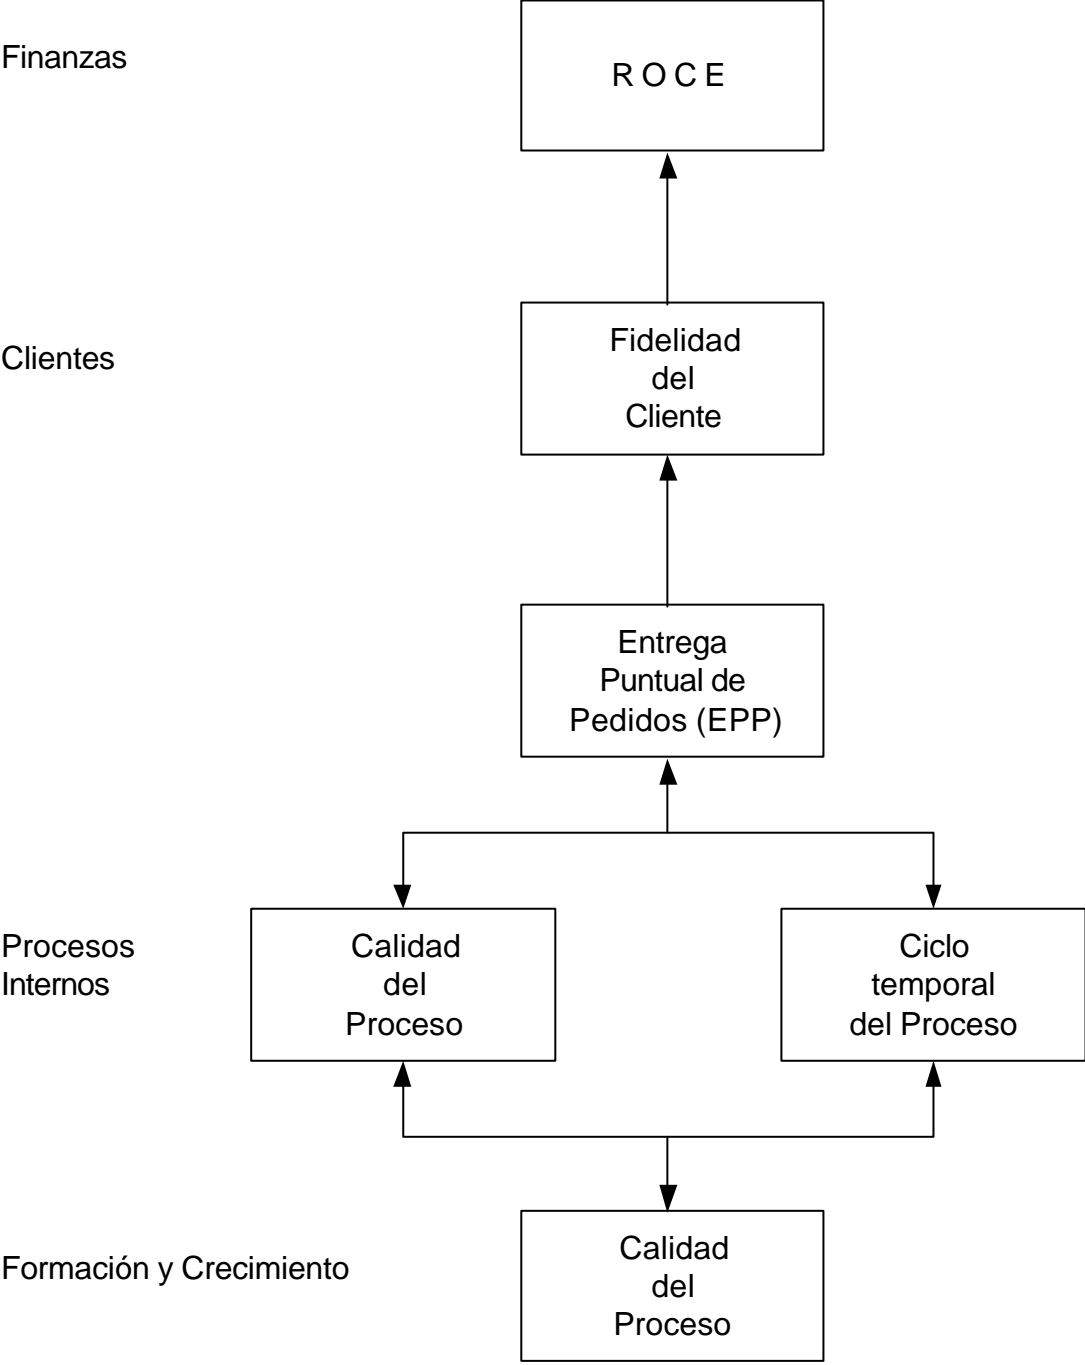 Finanzas
R O C E
Clientes
Fidelidad
del
Cliente
Entrega
Puntual de
Pedidos (EPP)
Procesos
Internos
Calidad
del
Proceso
Ciclo
temporal
del Proceso
Formación y Crecimiento
Calidad
del
Proceso